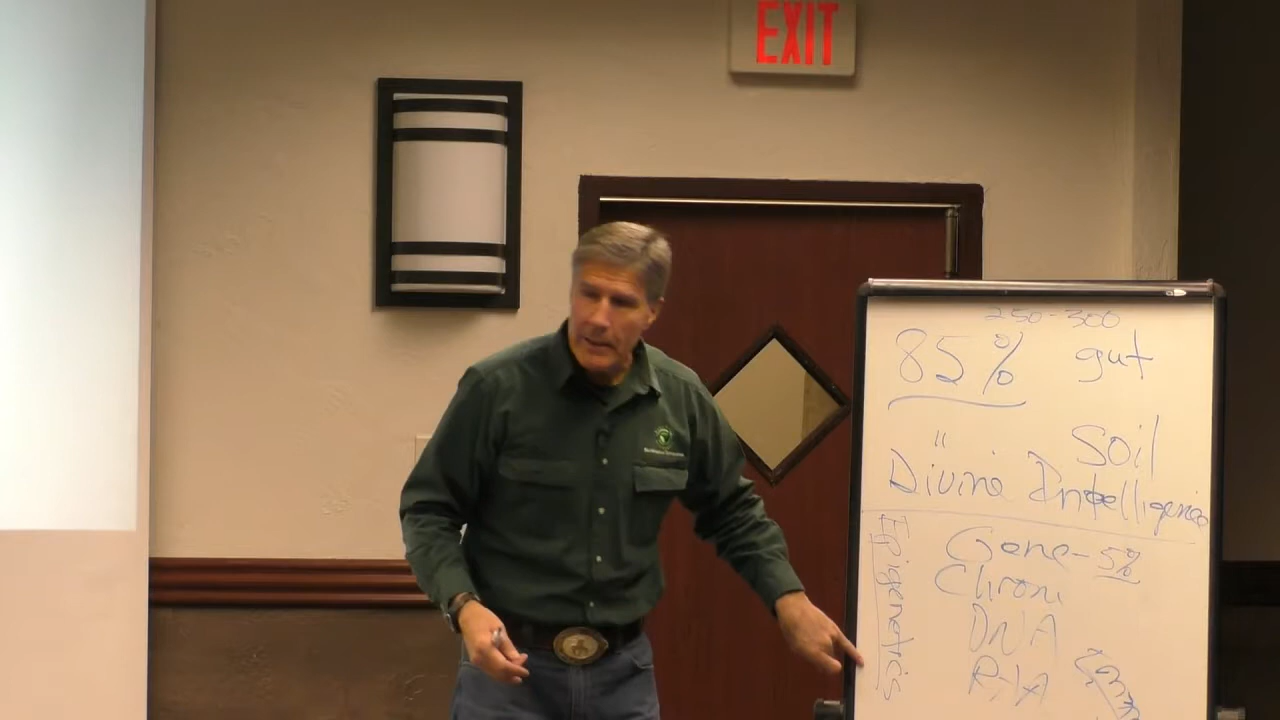 EXIT
250-300
85% gut
" Soil
Divine Intelligence
Epigenetics
Gene- 5%
Chrom
DNA
RNA